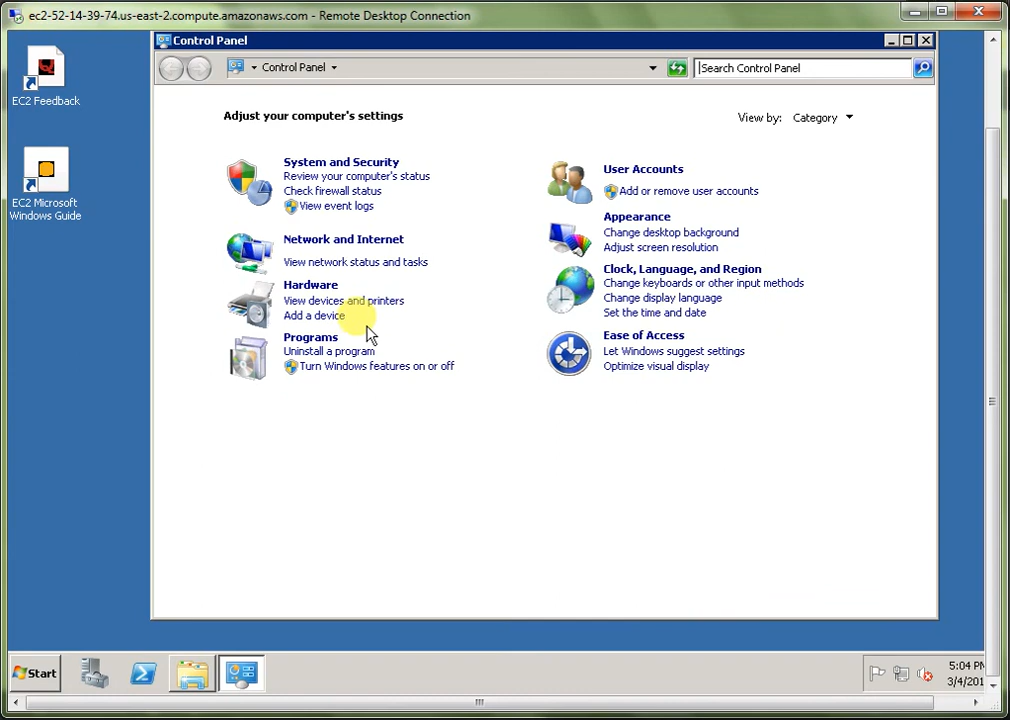 ec2-52-14-39-74.us-east-2.compute.amazonaws.com - Remote Desktop Connection
EC2 Feedback
EC2 Microsoft
Windows Guide
Control Panel
Control Panel
Search Control Panel
Adjust your computer's settings
View by: Category
System and Security
Review your computer's status
Check firewall status
View event logs
Network and Internet
View network status and tasks
Hardware
View devices and printers
Add a device
Programs
Uninstall a program
Turn Windows features on or off
User Accounts
Add or remove user accounts
Appearance
Change desktop background
Adjust screen resolution
Clock, Language, and Region
Change keyboards or other input methods
Change display language
Set the time and date
Ease of Access
Let Windows suggest settings
Optimize visual display
Start
5:04 PM
3/4/201